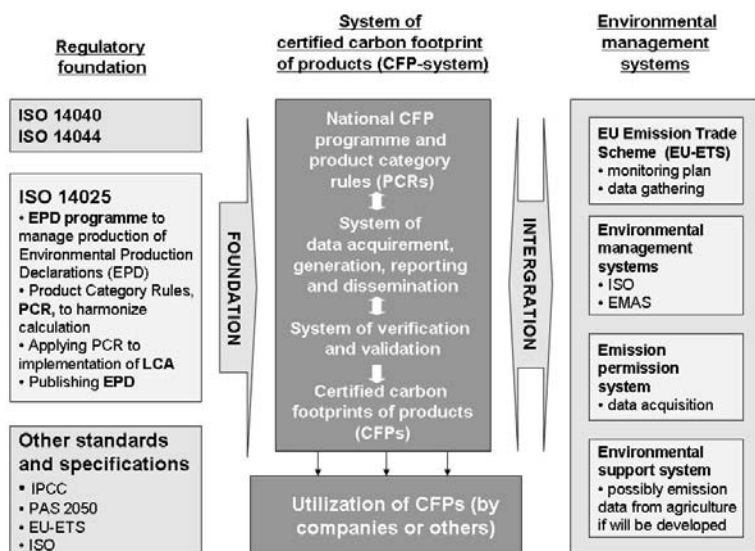 Regulatory
foundation
ISO 14040
ISO 14044
ISO 14025
• EPD programme to
manage production of
Environmental Production
Declarations (EPD)
• Product Category Rules,
PCR, to harmonize
calculation
• Applying PCR to
implementation of LCA
• Publishing EPD
Other standards
and specifications
• IPCC
• PAS 2050
• EU-ETS
• ISO
FOUNDATION
System of
certified carbon footprint
of products (CFP-system)
National CFP
programme and
product category
rules (PCRs)
System of
data acquirement,
generation, reporting
and dissemination
System of verification
and validation
Certified carbon
footprints of products
(CFPs)
Utilization of CFPs (by
companies or others)
INTERGRATION
Environmental
management
systems
EU Emission Trade
Scheme (EU-ETS)
• monitoring plan
• data gathering
Environmental
management
systems
• ISO
• EMAS
Emission
permission
system
• data acquisition
Environmental
support system
• possibly emission
data from agriculture
if will be developed